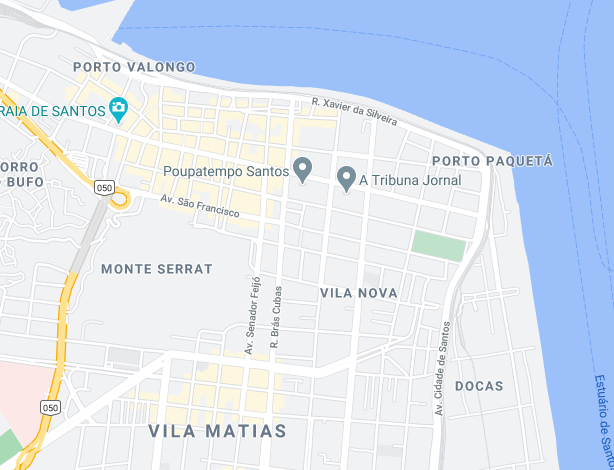 PORTO VALONGO
R. Xavier da Silveira
RAIA DE SANTOS
PORTO PAQUETÁ
ORRO
BUFO
Poupatempo Santos
A Tribuna Jornal
050
Av. São Francisco
MONTE SERRAT
VILA NOVA
Av. Senador Feijó
R. Brás Cubas
Av. Cidade de Santos
DOCAS
050
VILA MATIAS
Estuário de Santo